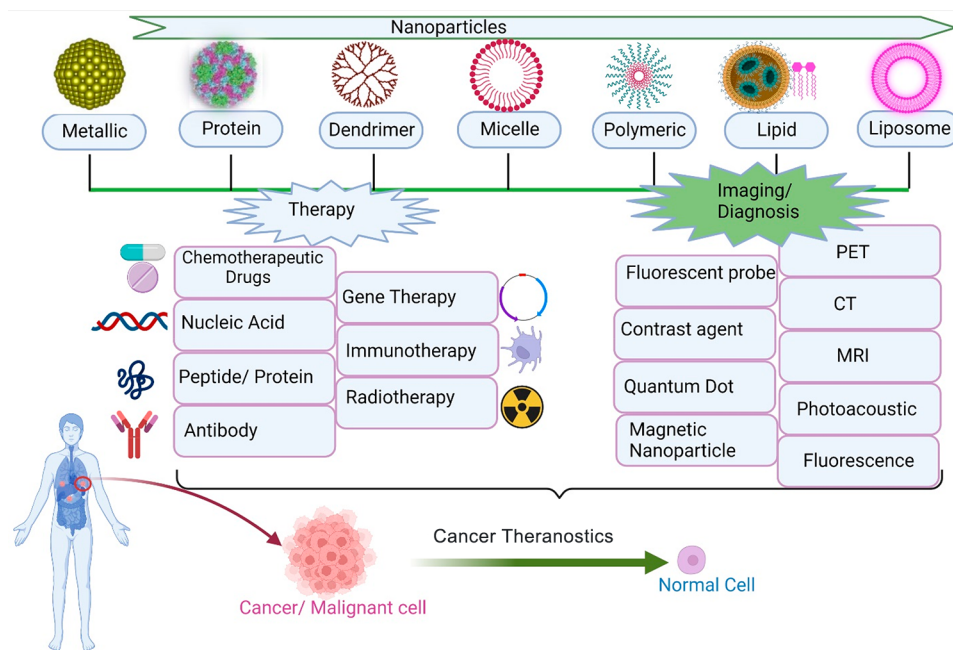 Nanoparticles
Metallic
Protein
Dendrimer
Micelle
Polymeric
Lipid
Liposome
Therapy
Imaging/
Diagnosis
Chemotherapeutic
Drugs
Nucleic Acid
Peptide/ Protein
Antibody
Gene Therapy
Immunotherapy
Radiotherapy
Fluorescent probe
Contrast agent
Quantum Dot
Magnetic
Nanoparticle
PET
CT
MRI
Photoacoustic
Fluorescence
Cancer Theranostics
Cancer/ Malignant cell
Normal Cell